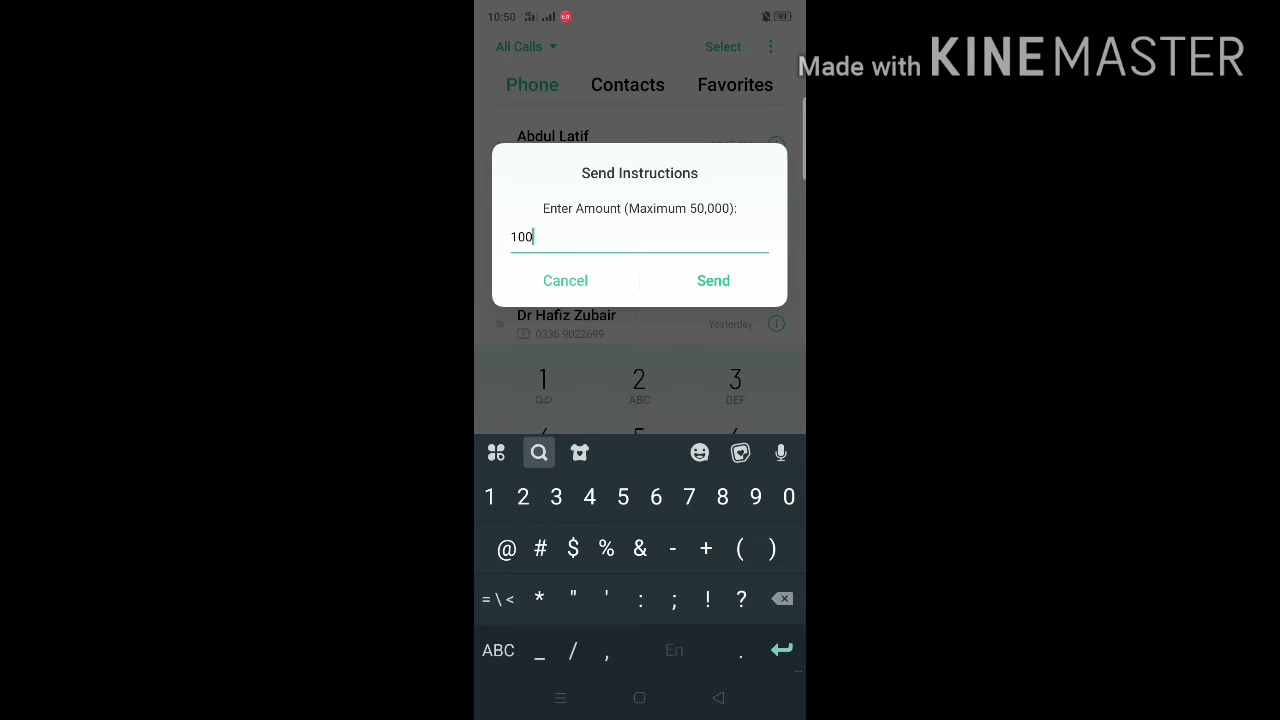 10:50
Made with KINEMASTER
All Calls Select
Phone Contacts Favorites
Abdul Latif
Send Instructions
Enter Amount (Maximum 50,000):
100
Cancel Send
Dr Hafiz Zubair
Yesterday
0336 9022699
1 2 3
ABC DEF
1 2 3 4 5 6 7 8 9 0
@ # $ % & - + ( )
= \ < * " ' : ; ! ?
ABC _ / , En .